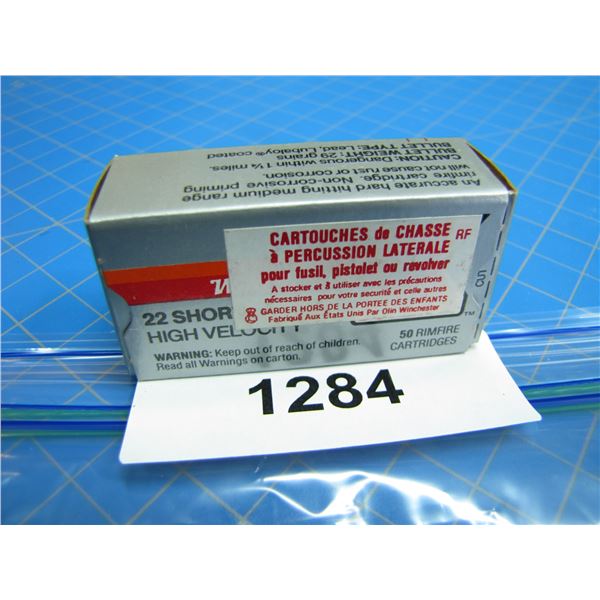 An accurate hard hitting medium range
rimfire cartridge. Non-corrosive priming
will not cause rust or corrosion.
CAUTION: Dangerous within 1¼ miles.
BULLET WEIGHT: 29 grains
BULLET TYPE: Lead, Lubaloy® coated
CARTOUCHES de CHASSE RF
à PERCUSSION LATERALE
pour fusil, pistolet ou revolver
A stocker et à utiliser avec les précautions
nécessaires pour votre securité et celle autres
GARDER HORS DE LA PORTEE DES ENFANTS
Fabriqué Aux États Unis Par Olin Winchester
W
50
22 SHOR
HIGH VELOCITY
TM
WARNING: Keep out of reach of children.
Read all Warnings on carton.
50 RIMFIRE
CARTRIDGES
1284